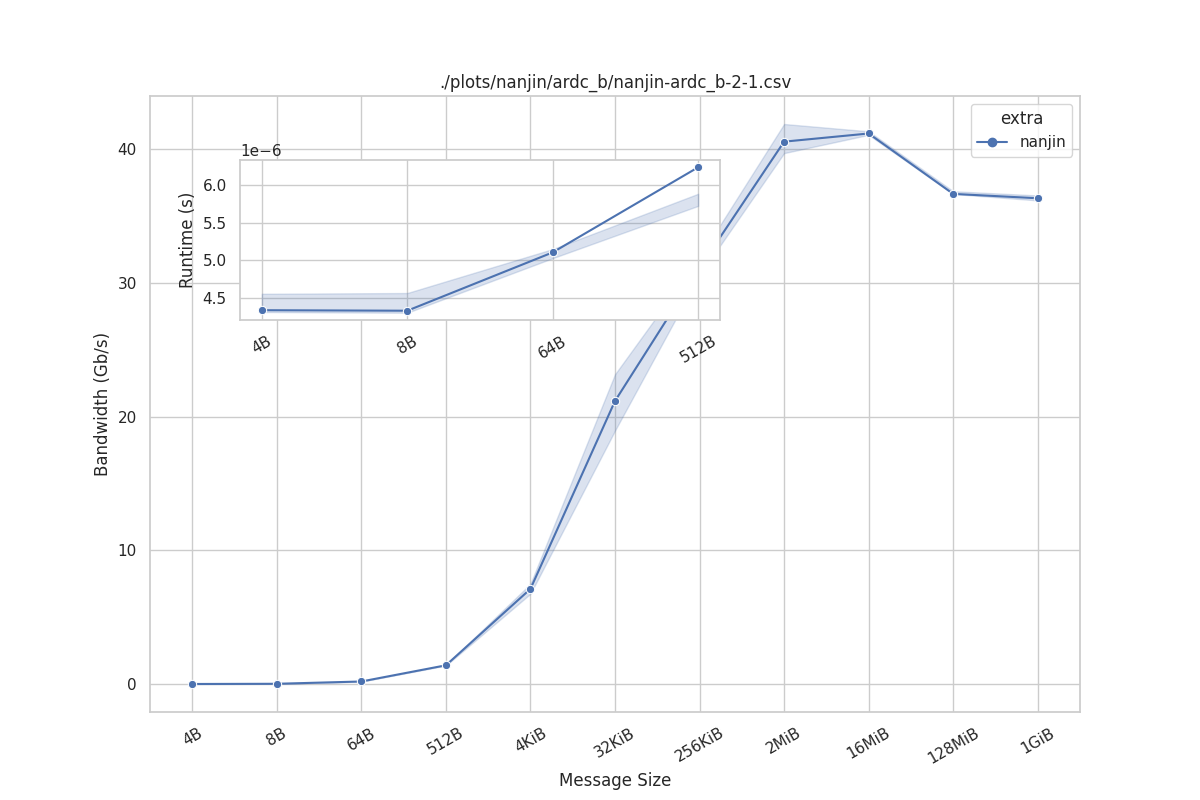 ./plots/nanjin/ardc_b/nanjin-ardc_b-2-1.csv
extra
nanjin
1e−6
Runtime (s)
6.0
5.5
5.0
4.5
4B
8B
64B
512B
Bandwidth (Gb/s)
40
30
20
10
0
4B
8B
64B
512B
4KiB
32KiB
256KiB
2MiB
16MiB
128MiB
1GiB
Message Size